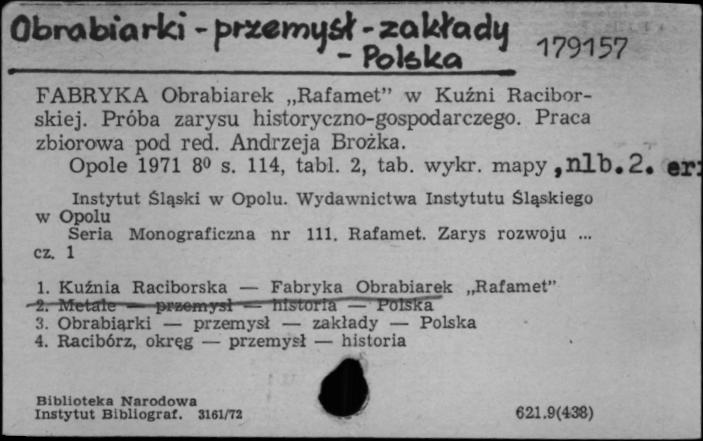 Obrabiarki - przemysł - zakłady
- Polska
179157
FABRYKA Obrabiarek „Rafamet” w Kuźni Racibor-
skiej. Próba zarysu historyczno-gospodarczego. Praca
zbiorowa pod red. Andrzeja Brożka.
Opole 1971 8º s. 114, tabl. 2, tab. wykr. mapy, nlb. 2. err
Instytut Śląski w Opolu. Wydawnictwa Instytutu Śląskiego
w Opolu
Seria Monograficzna nr 111. Rafamet. Zarys rozwoju ...
cz. 1
1. Kuźnia Raciborska — Fabryka Obrabiarek „Rafamet”
2. Metale — przemysł — historia — Polska
3. Obrabiarki — przemysł — zakłady — Polska
4. Racibórz, okręg — przemysł — historia
Biblioteka Narodowa
Instytut Bibliograf. 3161/72
621.9(438)